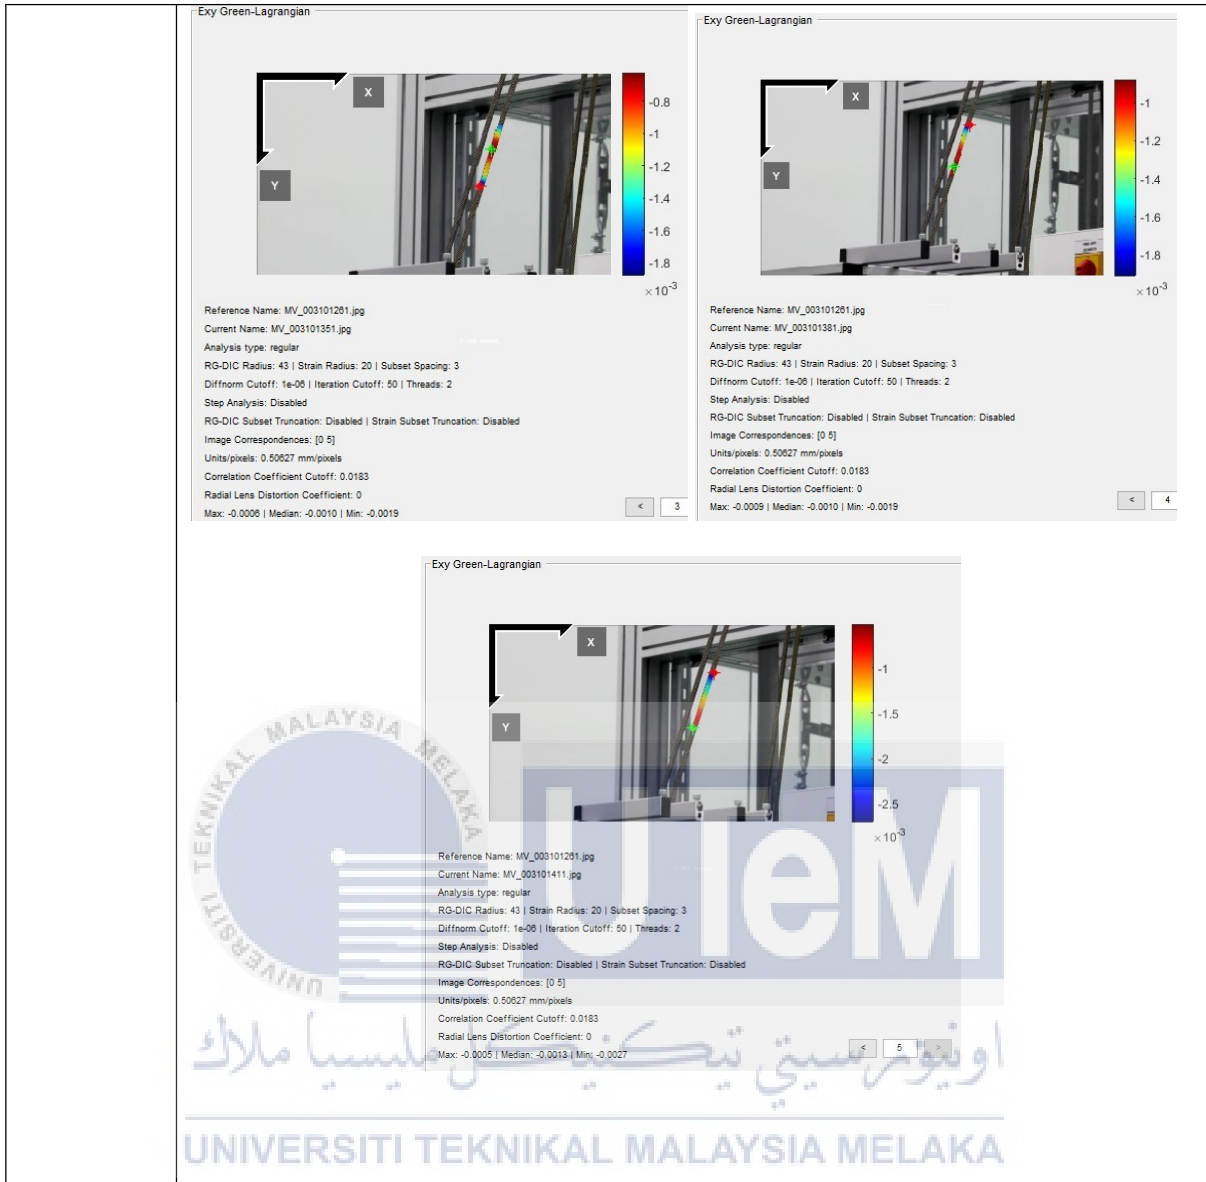 Exy Green-Lagrangian
X
Y
-0.8
-1
-1.2
-1.4
-1.6
-1.8
×10-3
Reference Name: MV_003101261.jpg
Current Name: MV_003101351.jpg
Analysis type: regular
RG-DIC Radius: 43 | Strain Radius: 20 | Subset Spacing: 3
Diffnorm Cutoff: 1e-06 | Iteration Cutoff: 50 | Threads: 2
Step Analysis: Disabled
RG-DIC Subset Truncation: Disabled | Strain Subset Truncation: Disabled
Image Correspondences: [0 5]
Units/pixels: 0.50627 mm/pixels
Correlation Coefficient Cutoff: 0.0183
Radial Lens Distortion Coefficient: 0
Max: -0.0006 | Median: -0.0010 | Min: -0.0019
< 3
Exy Green-Lagrangian
X
Y
-1
-1.2
-1.4
-1.6
-1.8
×10-3
Reference Name: MV_003101261.jpg
Current Name: MV_003101381.jpg
Analysis type: regular
RG-DIC Radius: 43 | Strain Radius: 20 | Subset Spacing: 3
Diffnorm Cutoff: 1e-06 | Iteration Cutoff: 50 | Threads: 2
Step Analysis: Disabled
RG-DIC Subset Truncation: Disabled | Strain Subset Truncation: Disabled
Image Correspondences: [0 5]
Units/pixels: 0.50627 mm/pixels
Correlation Coefficient Cutoff: 0.0183
Radial Lens Distortion Coefficient: 0
Max: -0.0009 | Median: -0.0010 | Min: -0.0019
< 4
Exy Green-Lagrangian
X
Y
-1
-1.5
-2
-2.5
×10-3
Reference Name: MV_003101261.jpg
Current Name: MV_003101411.jpg
Analysis type: regular
RG-DIC Radius: 43 | Strain Radius: 20 | Subset Spacing: 3
Diffnorm Cutoff: 1e-06 | Iteration Cutoff: 50 | Threads: 2
Step Analysis: Disabled
RG-DIC Subset Truncation: Disabled | Strain Subset Truncation: Disabled
Image Correspondences: [0 5]
Units/pixels: 0.50627 mm/pixels
Correlation Coefficient Cutoff: 0.0183
Radial Lens Distortion Coefficient: 0
Max: -0.0005 | Median: -0.0013 | Min: -0.0027
< 5 >
UNIVERSITI TEKNIKAL MALAYSIA MELAKA
UTeM
اونيۏرسيتي تيكنيكل مليسيا ملاك
UNIVERSITI TEKNIKAL MALAYSIA MELAKA